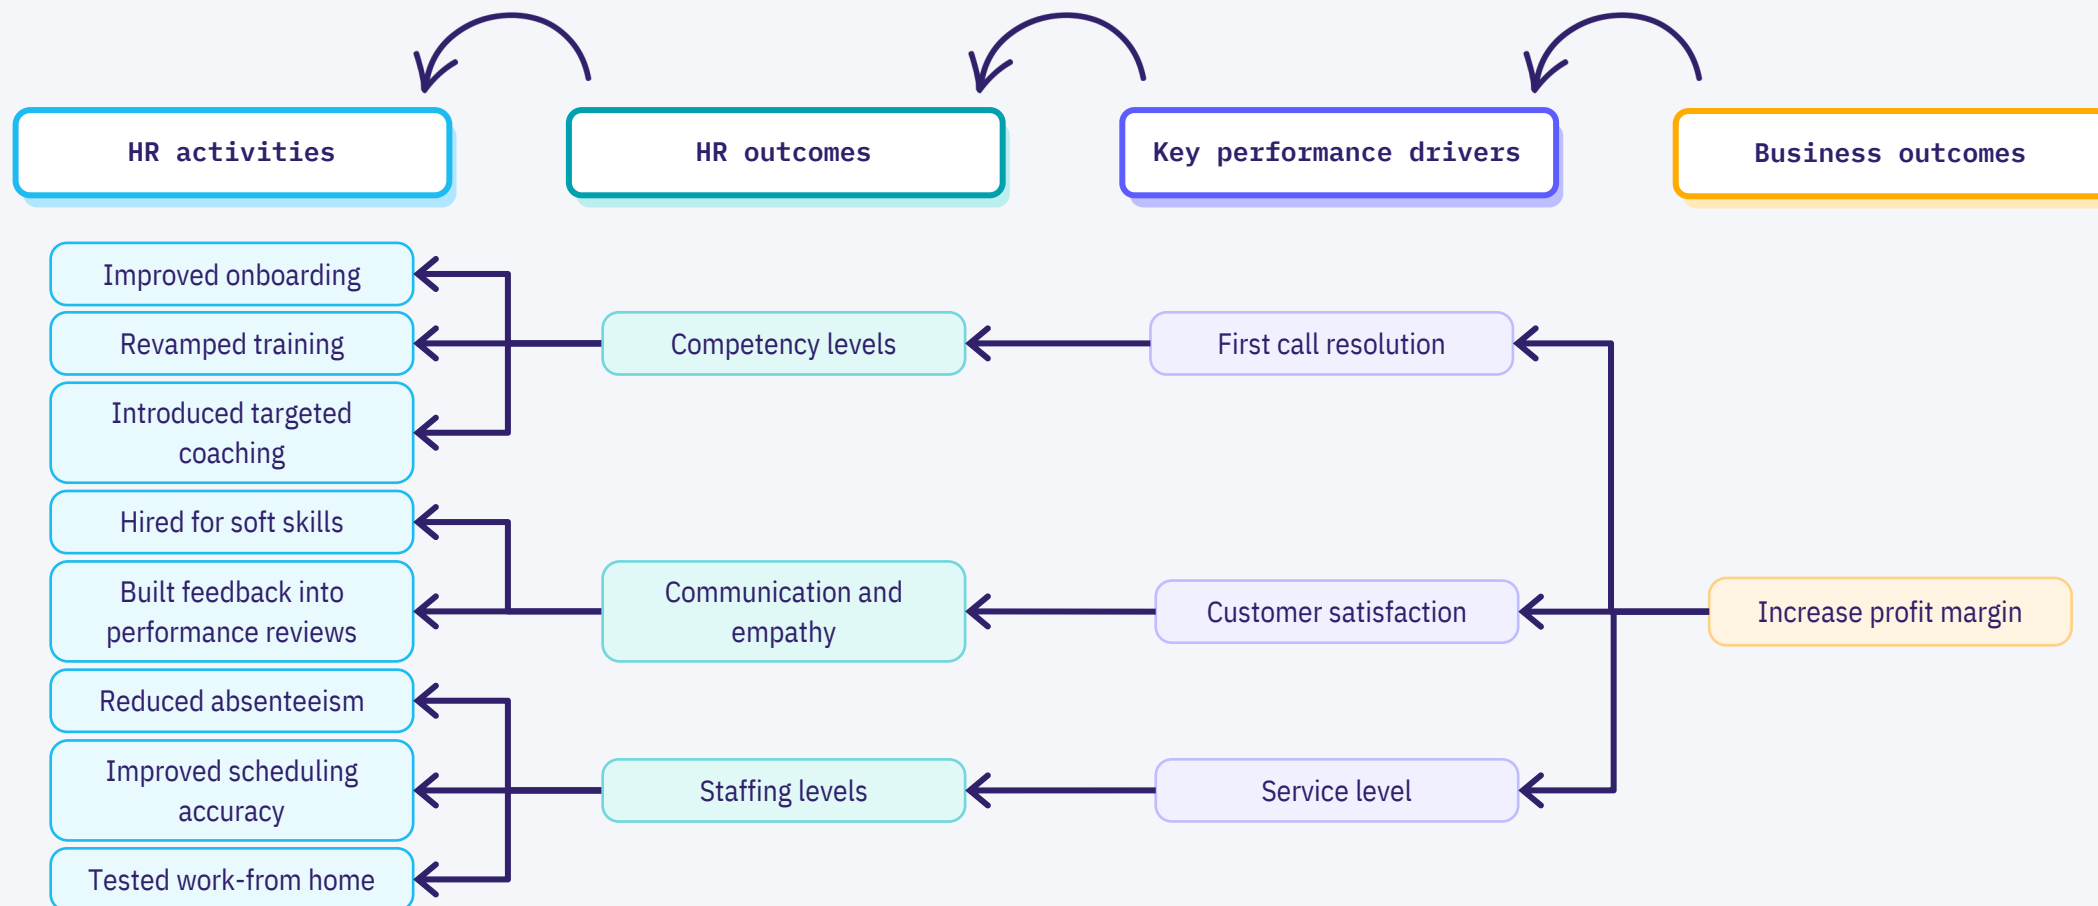 HR activities
HR outcomes
Key performance drivers
Business outcomes
Improved onboarding
Revamped training
Introduced targeted
coaching
Hired for soft skills
Built feedback into
performance reviews
Reduced absenteeism
Improved scheduling
accuracy
Tested work-from home
Competency levels
Communication and
empathy
Staffing levels
First call resolution
Customer satisfaction
Service level
Increase profit margin